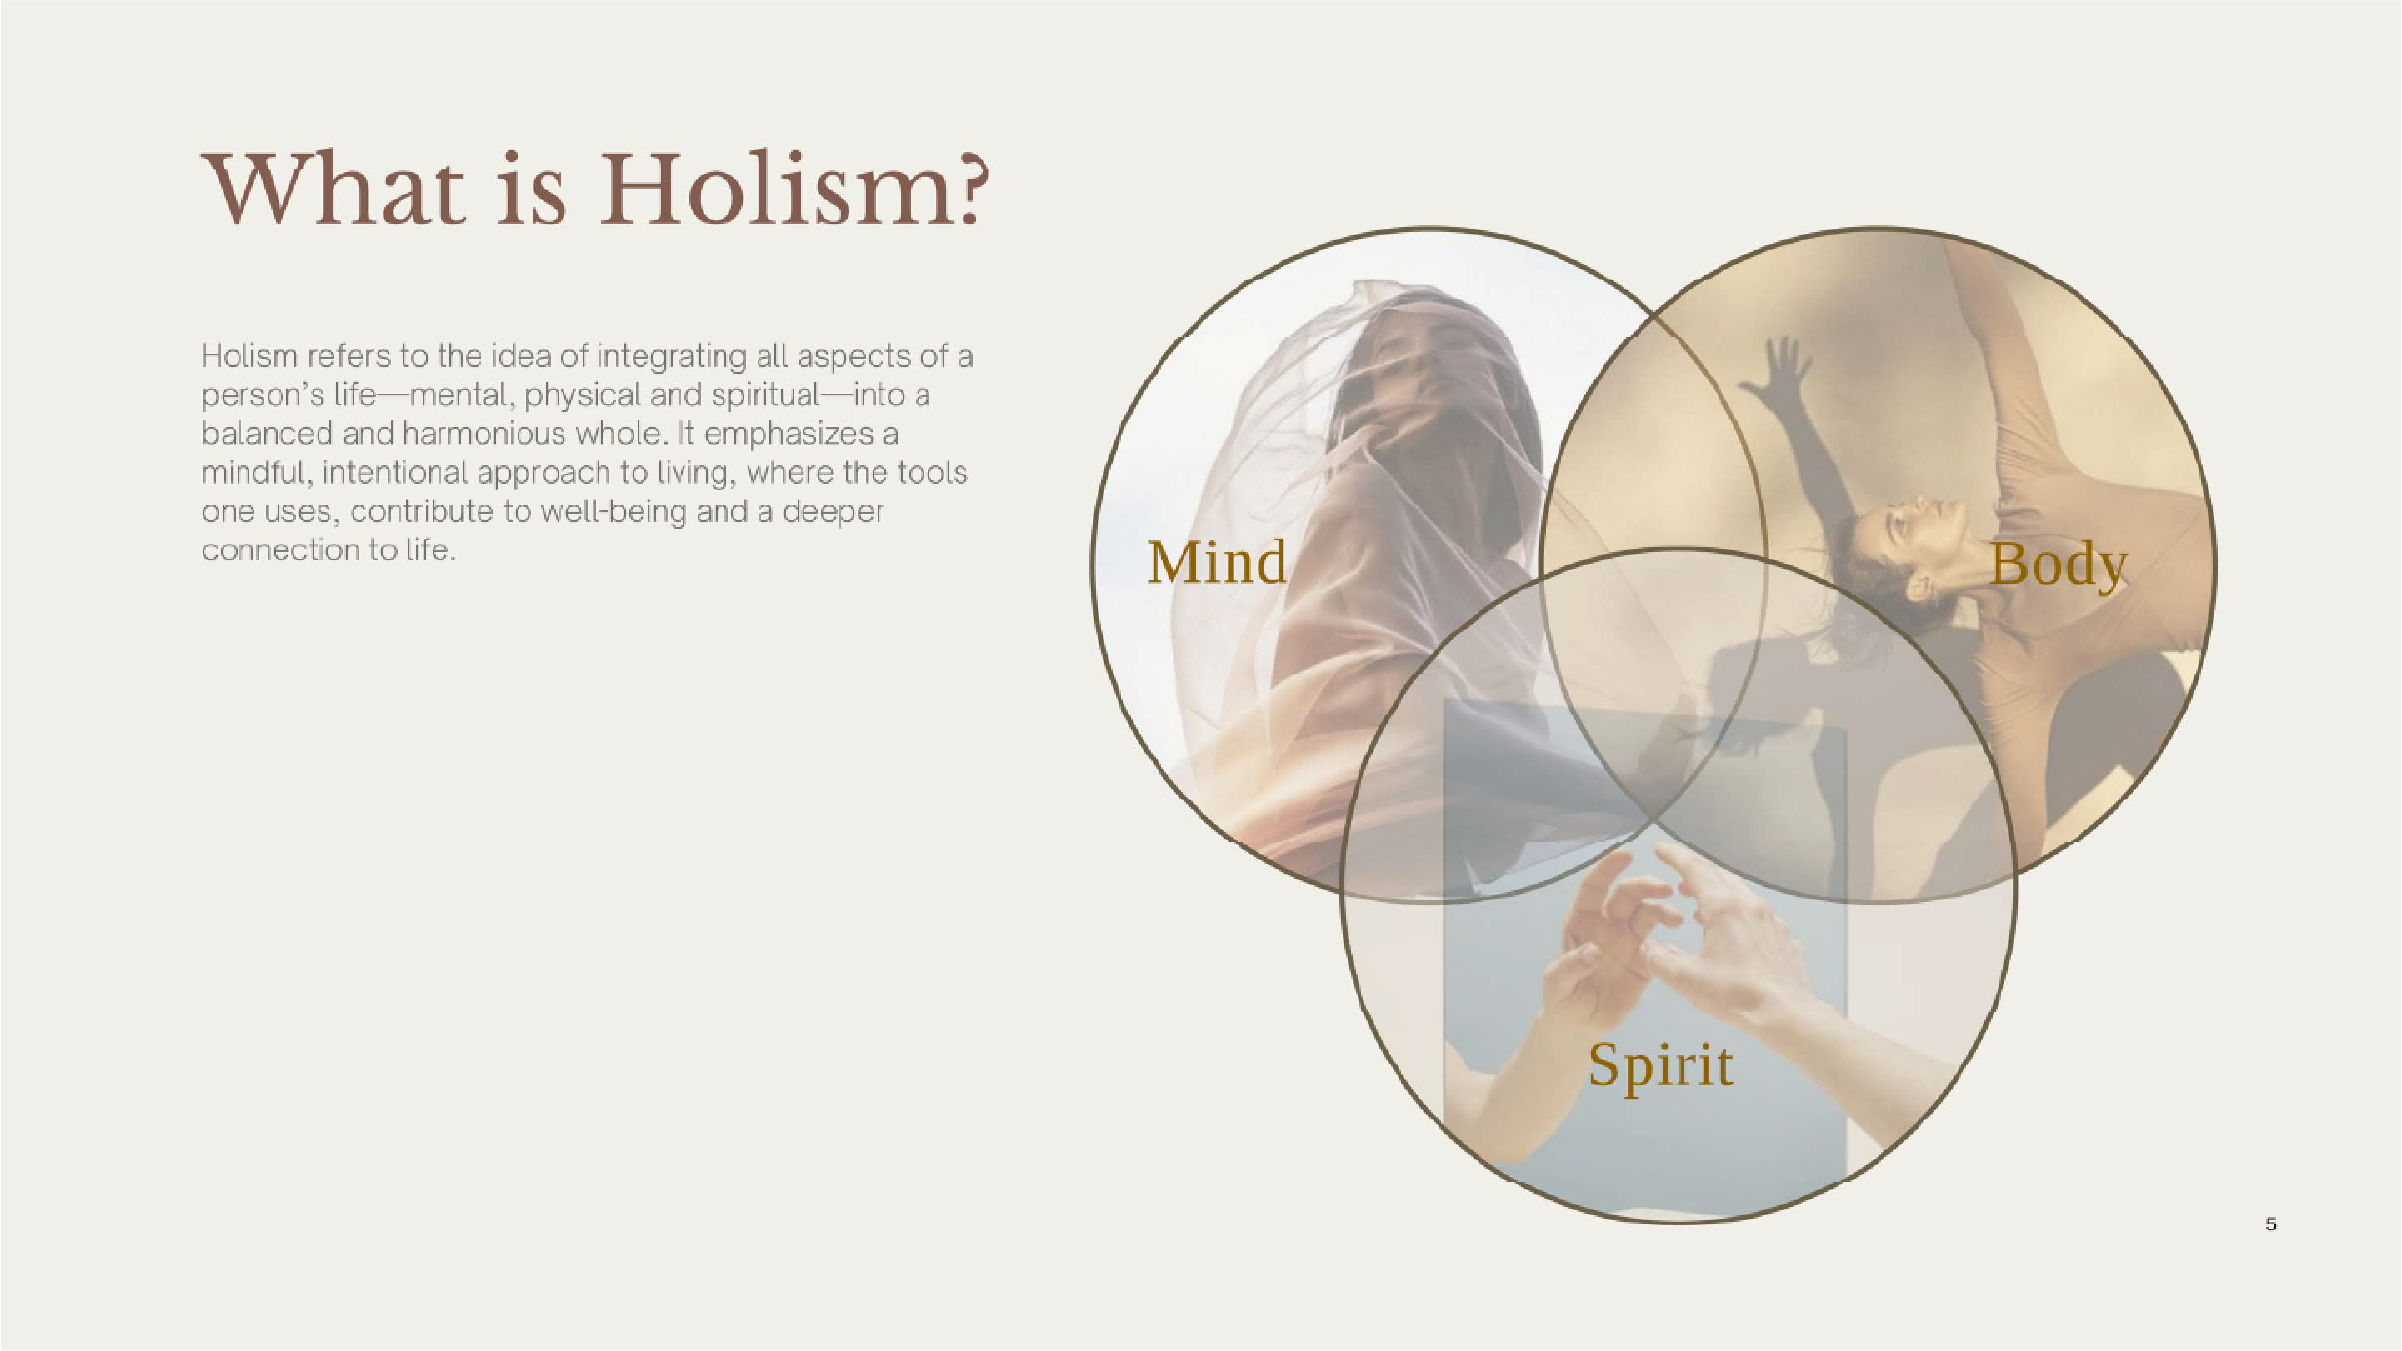 What is Holism?
Holism refers to the idea of integrating all aspects of a
person’s life—mental, physical and spiritual—into a
balanced and harmonious whole. It emphasizes a
mindful, intentional approach to living, where the tools
one uses, contribute to well-being and a deeper
connection to life.
Mind
Body
Spirit
5